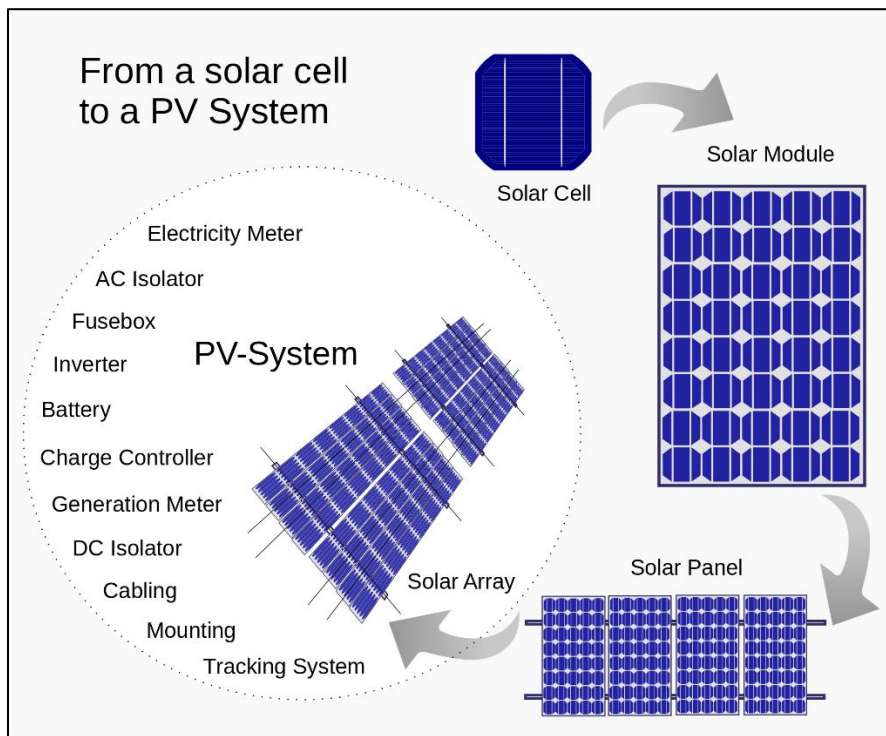 From a solar cell
to a PV System
Solar Cell
Solar Module
Electricity Meter
AC Isolator
Fusebox
Inverter
PV-System
Battery
Charge Controller
Generation Meter
DC Isolator
Cabling
Mounting
Tracking System
Solar Array
Solar Panel